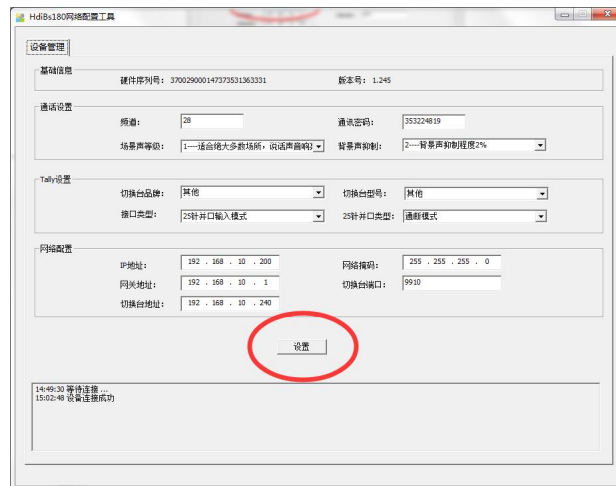 HdiBs180网络配置工具
设备管理
基础信息
硬件序列号: 370029000147373531363331 版本号: 1.245
通话设置
频道: 28 通讯密码: 353224819
场景声等级: 1----适合绝大多数场所，说话声音响 背景声抑制: 2----背景声抑制程度2%
Tally设置
切换台品牌: 其他 切换台型号: 其他
接口类型: 25针并口输入模式 25针并口类型: 通断模式
网络配置
IP地址: 192 . 168 . 10 . 200 网络掩码: 255 . 255 . 255 . 0
网关地址: 192 . 168 . 10 . 1 切换台端口: 9910
切换台地址: 192 . 168 . 10 . 240
设置
14:49:30 等待连接 ...
15:02:48 设备连接成功